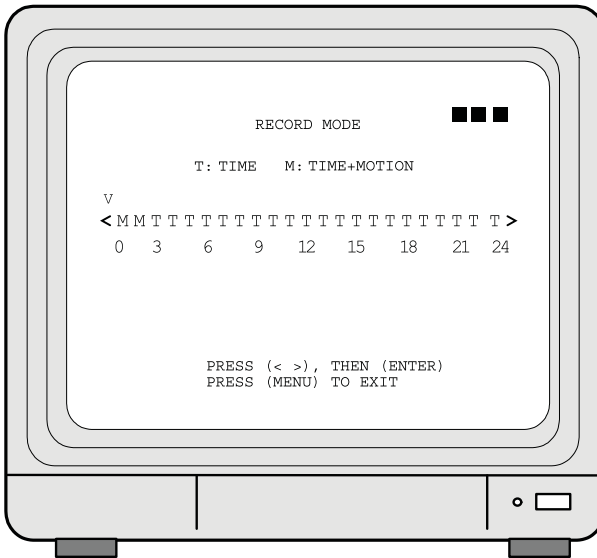 RECORD MODE
T: TIME M: TIME+MOTION
V
< M M T T T T T T T T T T T T T T T T T T T T T >
0 3 6 9 12 15 18 21 24
PRESS (< >), THEN (ENTER)
PRESS (MENU) TO EXIT